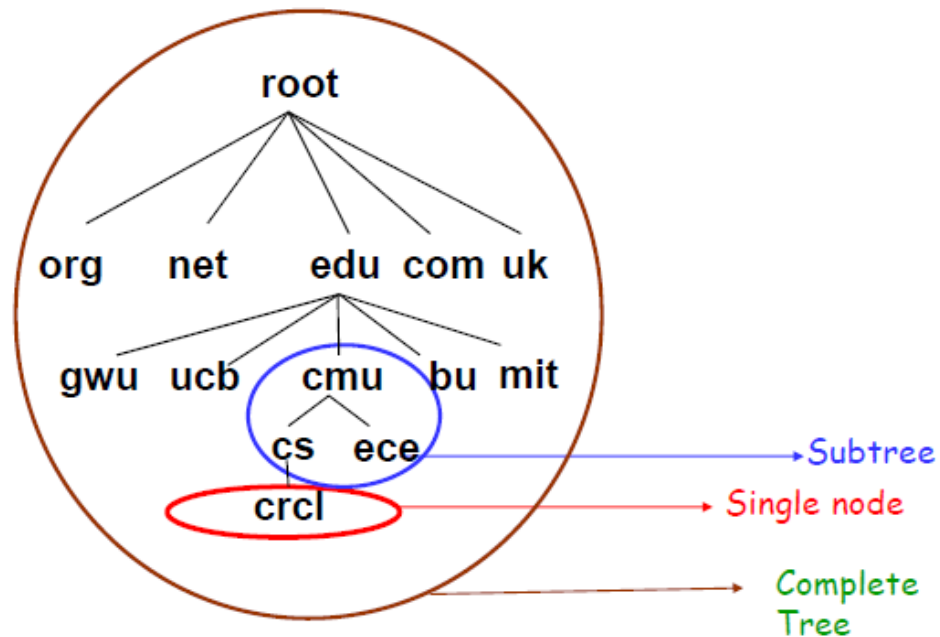 root
org net edu com uk
gwu ucb cmu bu mit
cs ece
Subtree
crcl
Single node
Complete
Tree